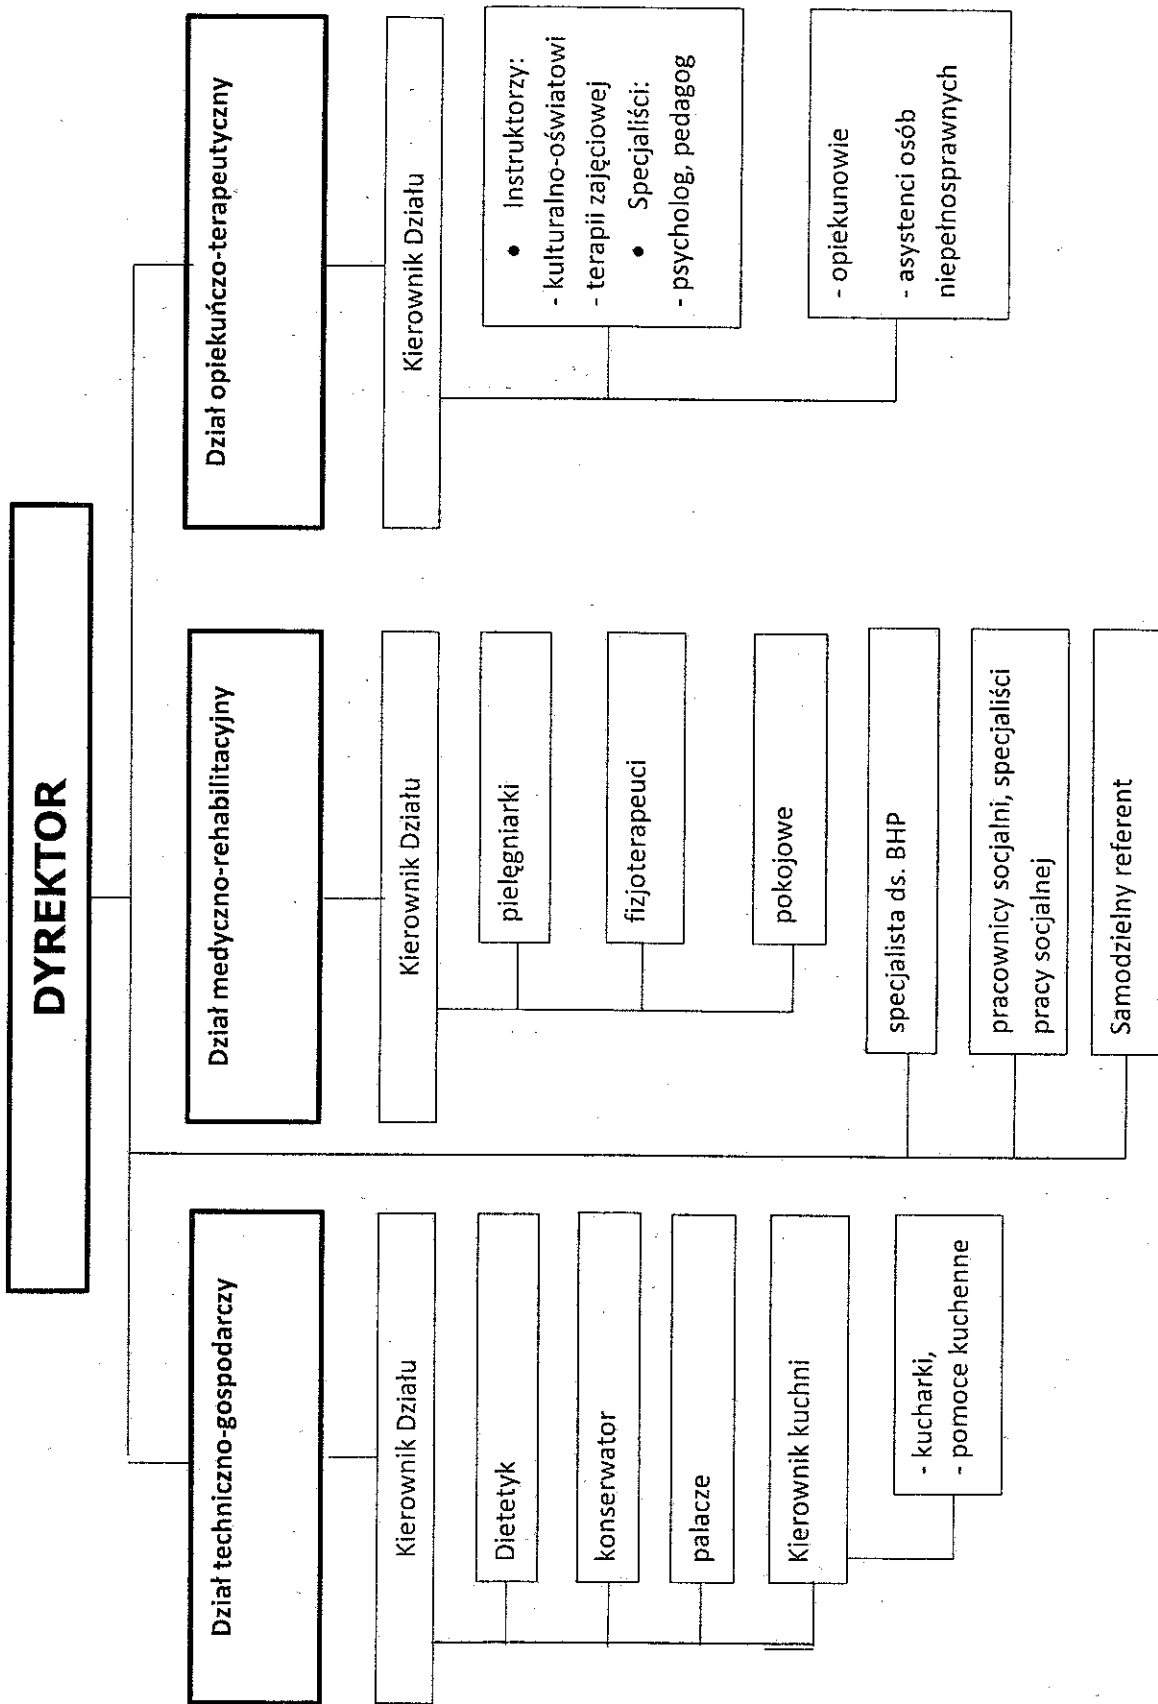 DYREKTOR
Dział techniczno-gospodarczy
Kierownik Działu
Dietetyk
konserwator
palacze
Kierownik kuchni
- kucharki,
- pomoce kuchenne
Dział medyczno-rehabilitacyjny
Kierownik Działu
pielęgniarki
fizjoterapeuci
pokojowe
specjalista ds. BHP
pracownicy socjalni, specjaliści
pracy socjalnej
Samodzielny referent
Dział opiekuńczo-terapeutyczny
Kierownik Działu
• Instruktorzy:
- kulturalno-oświatowi
- terapii zajęciowej
• Specjaliści:
- psycholog, pedagog
- opiekunowie
- asystenci osób
niepełnosprawnych